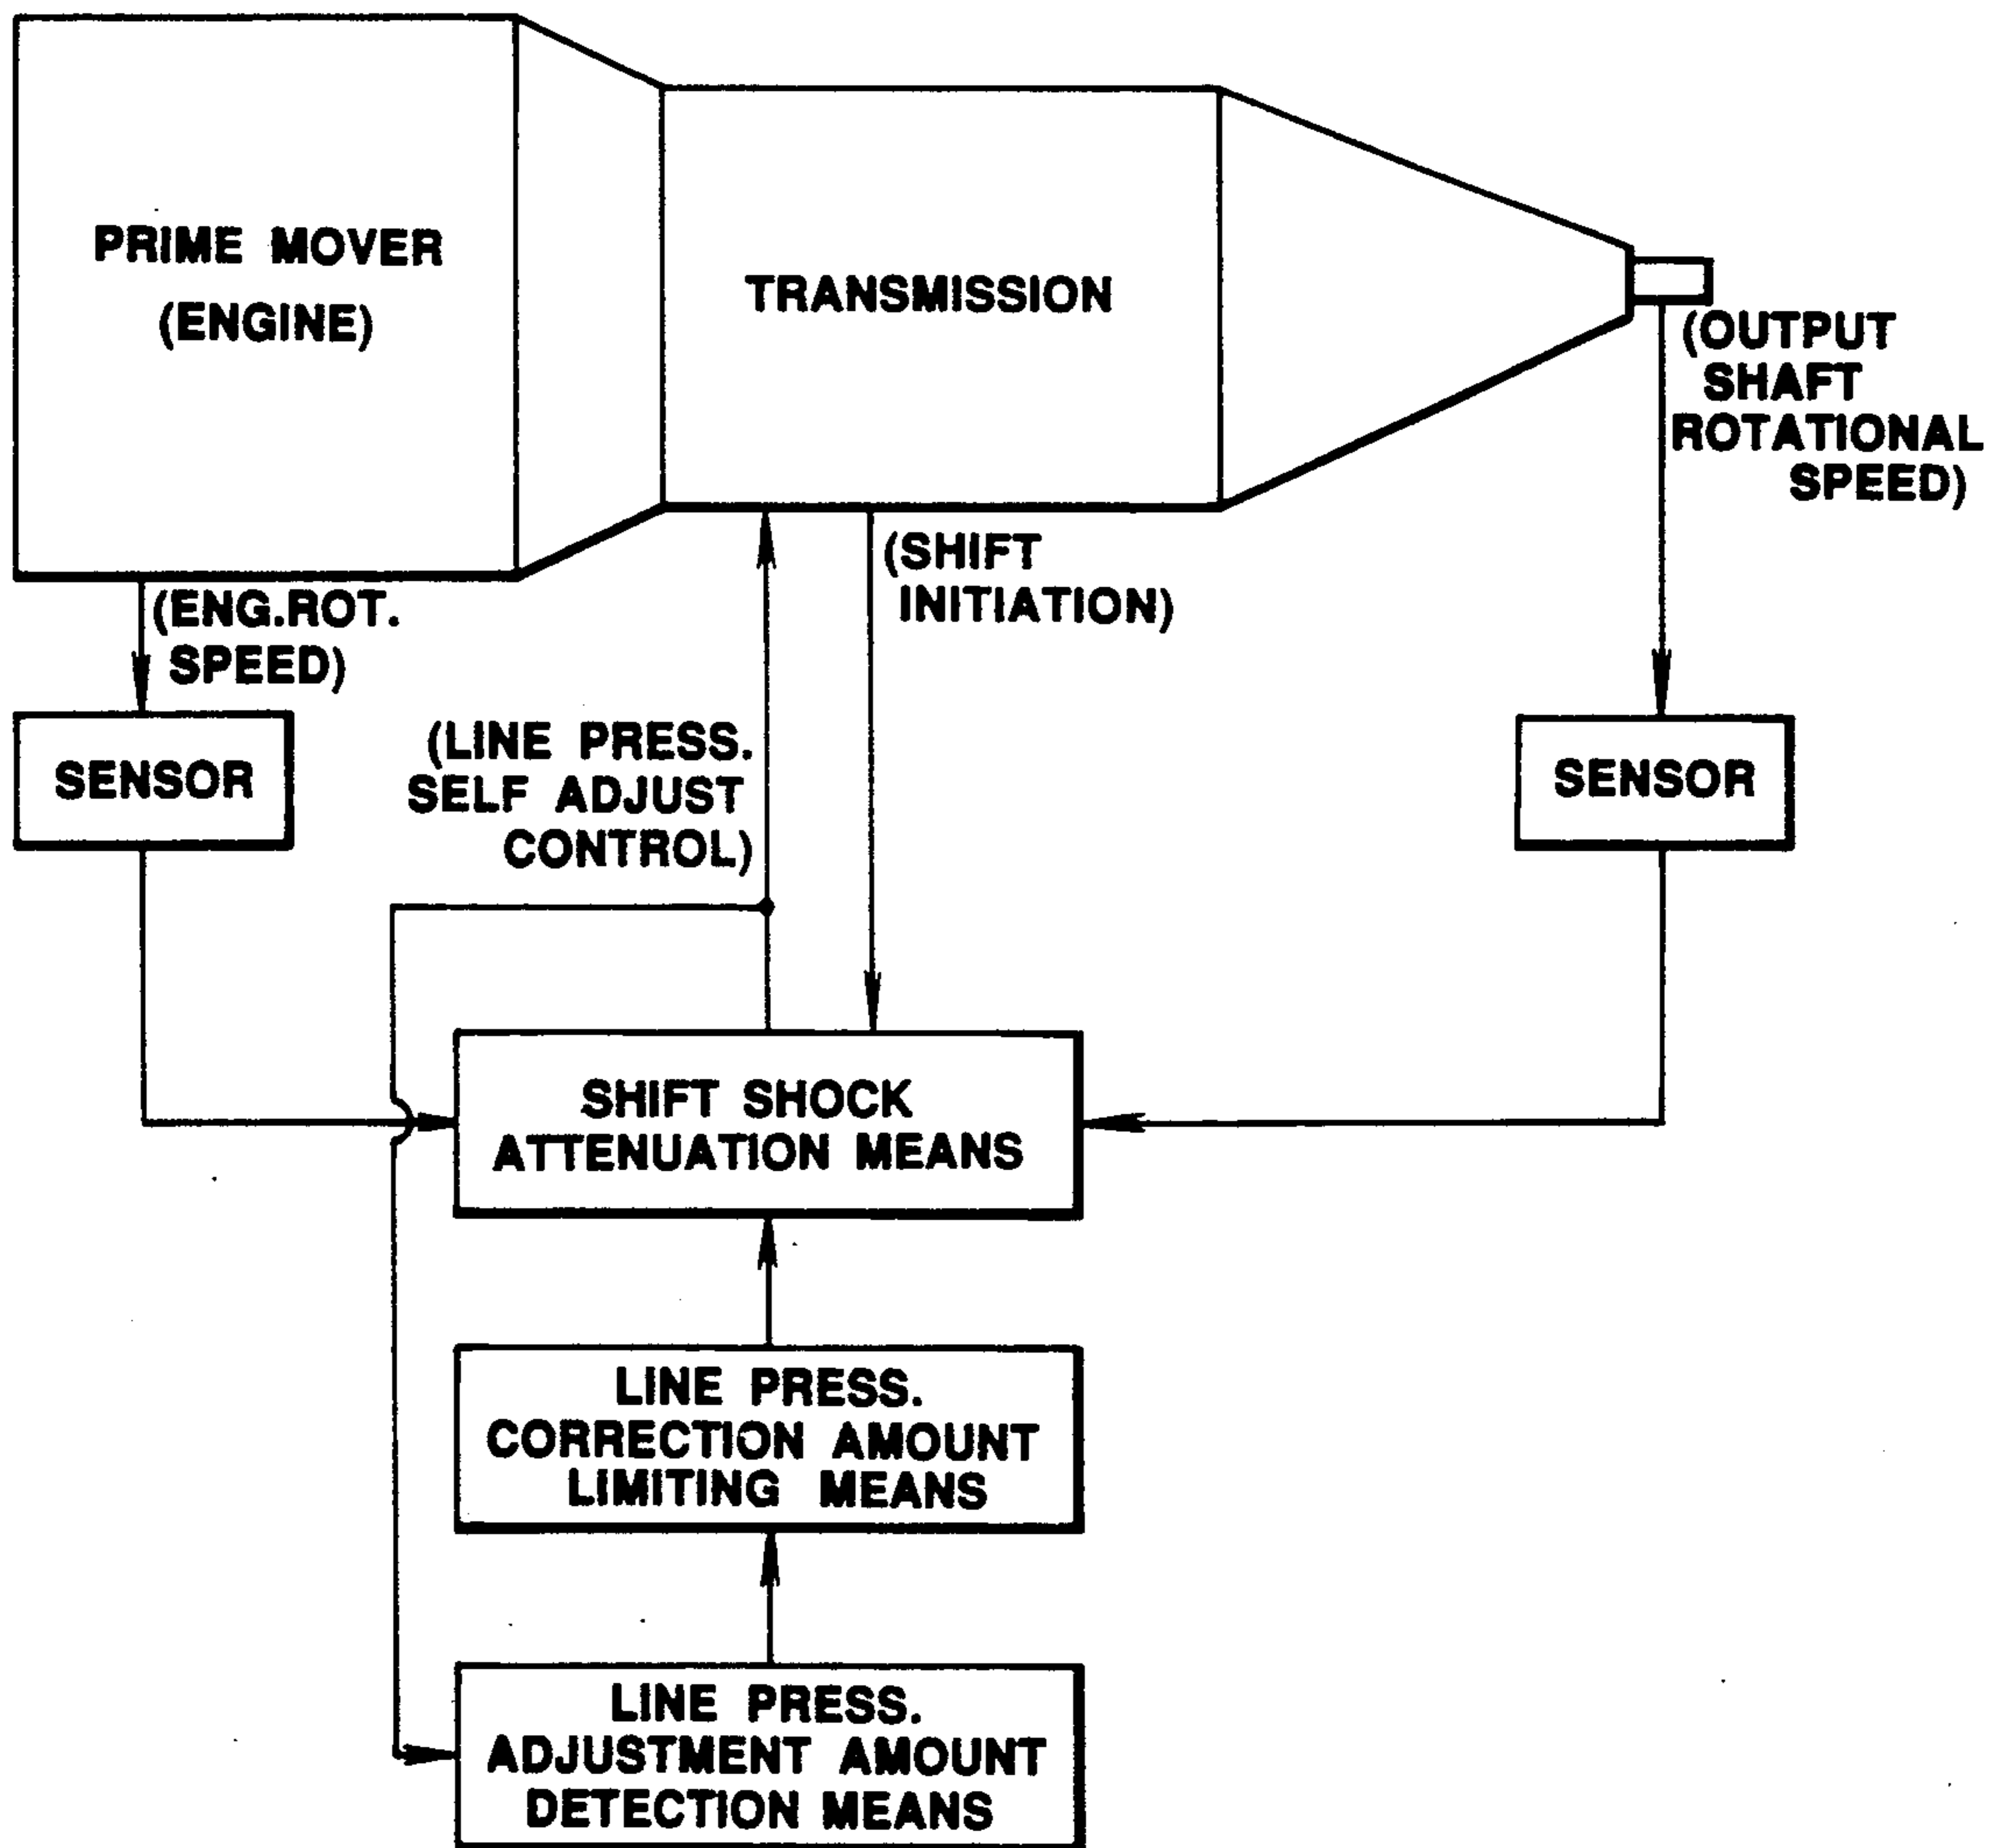 PRIME MOVER
(ENGINE)
TRANSMISSION
(OUTPUT
SHAFT
ROTATIONAL
SPEED)
(SHIFT
INITIATION)
(ENG.ROT.
SPEED)
(LINE PRESS.
SELF ADJUST
CONTROL)
SENSOR
SENSOR
SHIFT SHOCK
ATTENUATION MEANS
LINE PRESS.
CORRECTION AMOUNT
LIMITING MEANS
LINE PRESS.
ADJUSTMENT AMOUNT
DETECTION MEANS